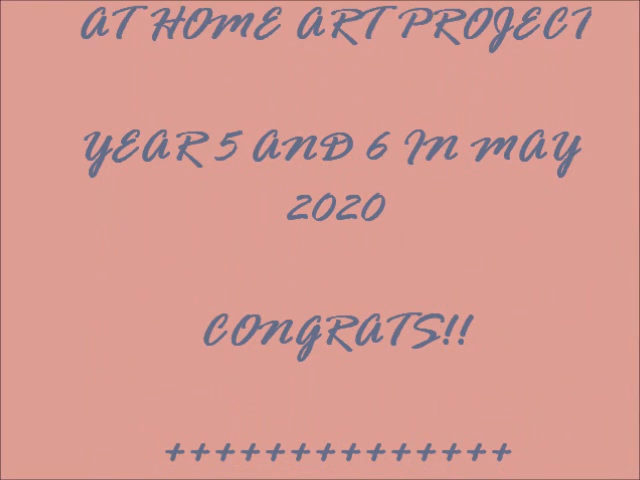 AT HOME ART PROJECT
YEAR 5 AND 6 IN MAY
2020
CONGRATS!!
++++++++++++++